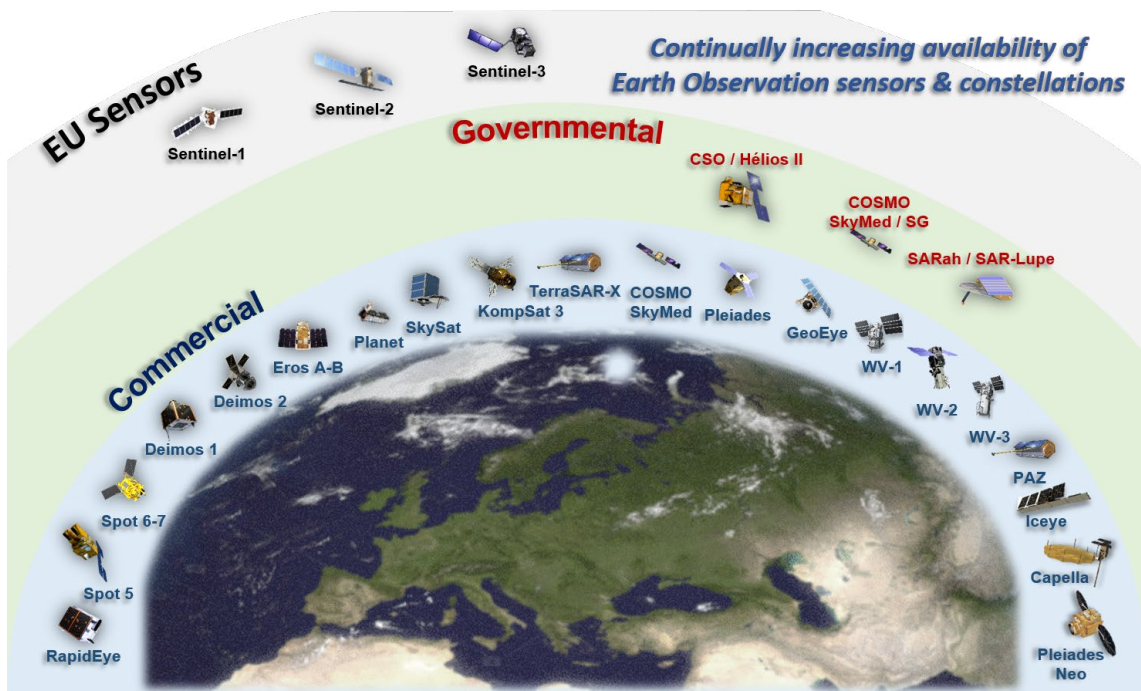 Continually increasing availability of
Earth Observation sensors & constellations
EU Sensors
Sentinel-1
Sentinel-2
Sentinel-3
Governmental
CSO / Hélios II
COSMO
SkyMed / SG
SARah / SAR-Lupe
Commercial
RapidEye
Spot 5
Spot 6-7
Deimos 1
Deimos 2
Eros A-B
Planet
SkySat
KompSat 3
TerraSAR-X
COSMO
SkyMed
Pleiades
GeoEye
WV-1
WV-2
WV-3
PAZ
Iceye
Capella
Pleiades
Neo